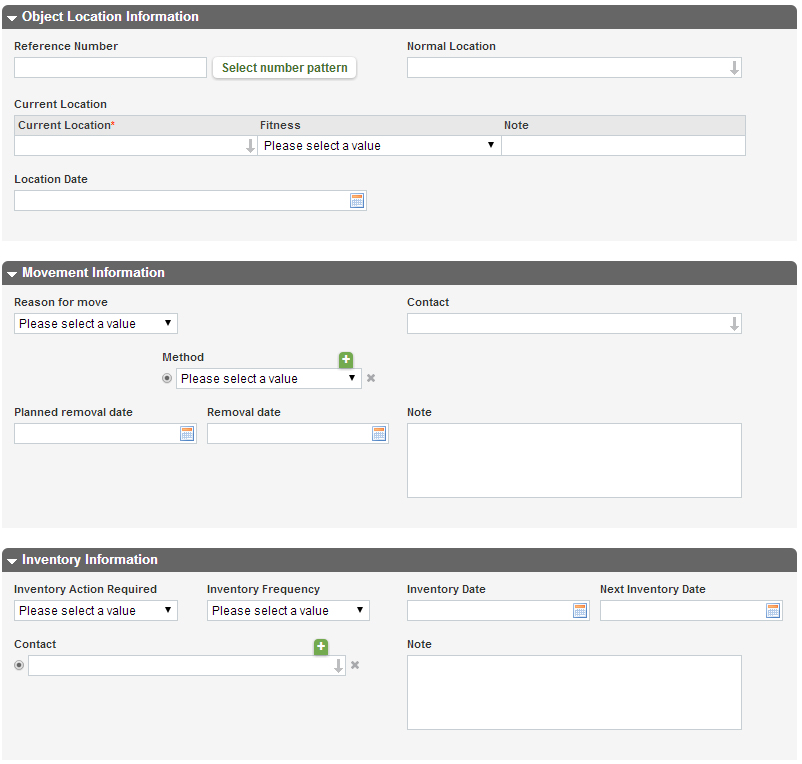 Object Location Information
Reference Number Normal Location
Select number pattern
Current Location
Current Location* Fitness Note
Please select a value
Location Date
Movement Information
Reason for move Contact
Please select a value
Method
Please select a value
Planned removal date Removal date Note
Inventory Information
Inventory Action Required Inventory Frequency Inventory Date Next Inventory Date
Please select a value Please select a value
Contact Note